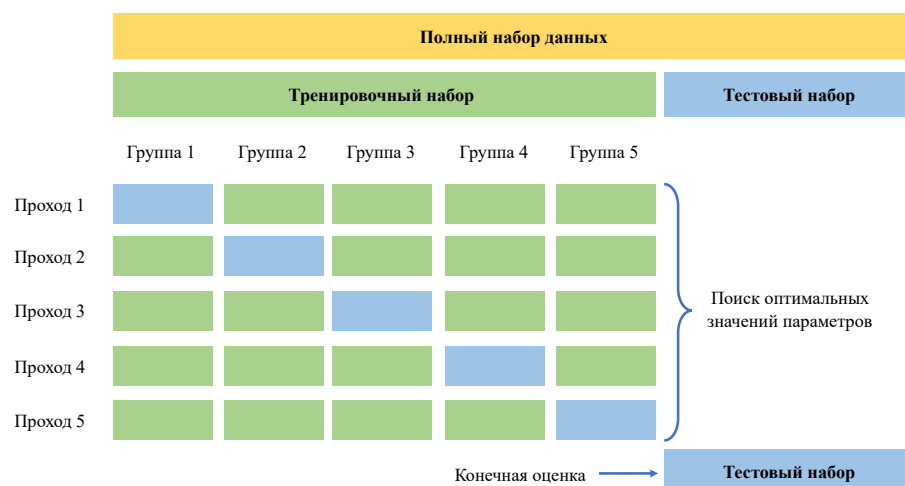 Полный набор данных
Тренировочный набор
Тестовый набор
Группа 1
Группа 2
Группа 3
Группа 4
Группа 5
Проход 1
Проход 2
Проход 3
Проход 4
Проход 5
Поиск оптимальных
значений параметров
Конечная оценка
Тестовый набор